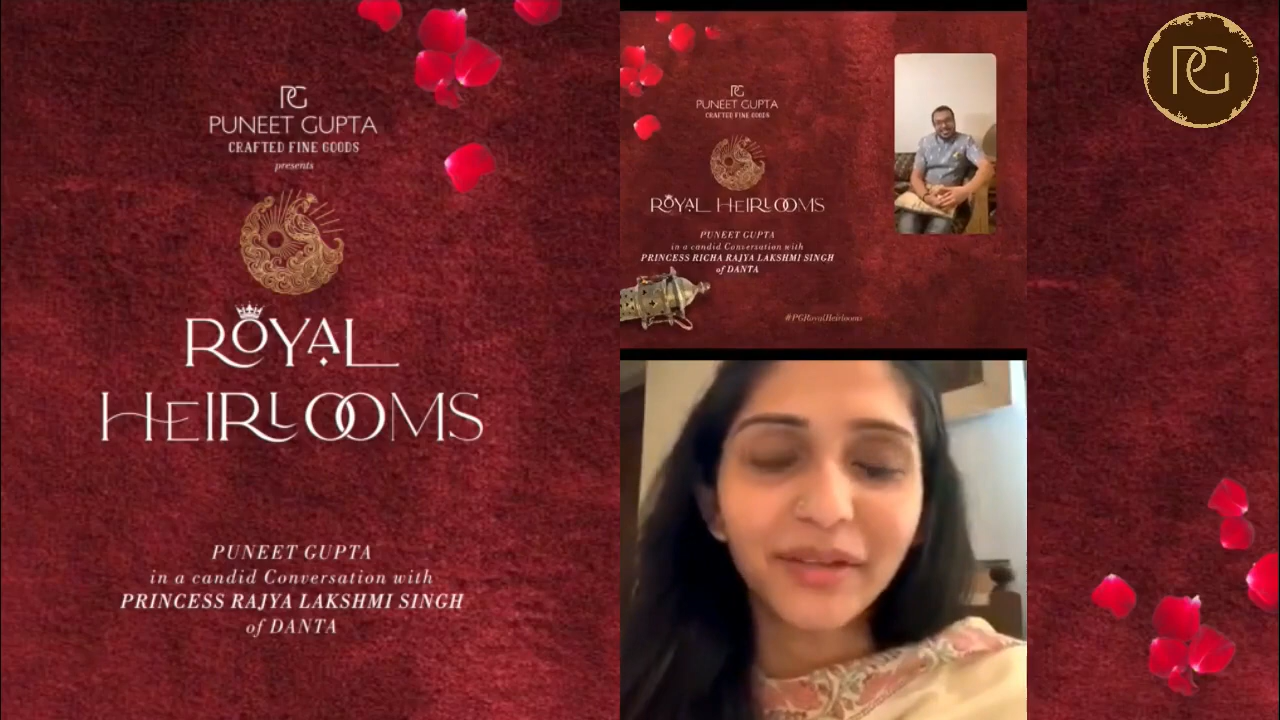 PG
PUNEET GUPTA
CRAFTED FINE GOODS
presents
ROYAL
HEIRLOOMS
PUNEET GUPTA
in a candid Conversation with
PRINCESS RAJYA LAKSHMI SINGH
of DANTA
PG
PUNEET GUPTA
CRAFTED FINE GOODS
ROYAL HEIRLOOMS
PUNEET GUPTA
in a candid Conversation with
PRINCESS RICHA RAJYA LAKSHMI SINGH
of DANTA
#PGRoyalHeirlooms
PG